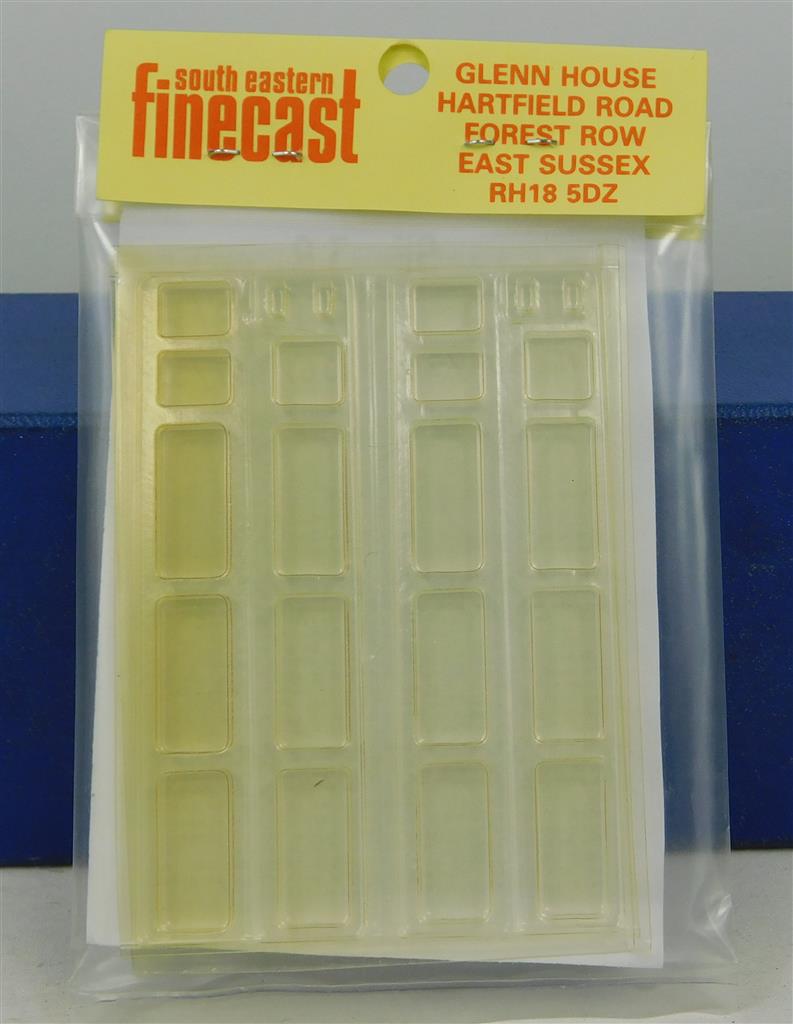 south eastern
finecast
GLENN HOUSE
HARTFIELD ROAD
FOREST ROW
EAST SUSSEX
RH18 5DZ